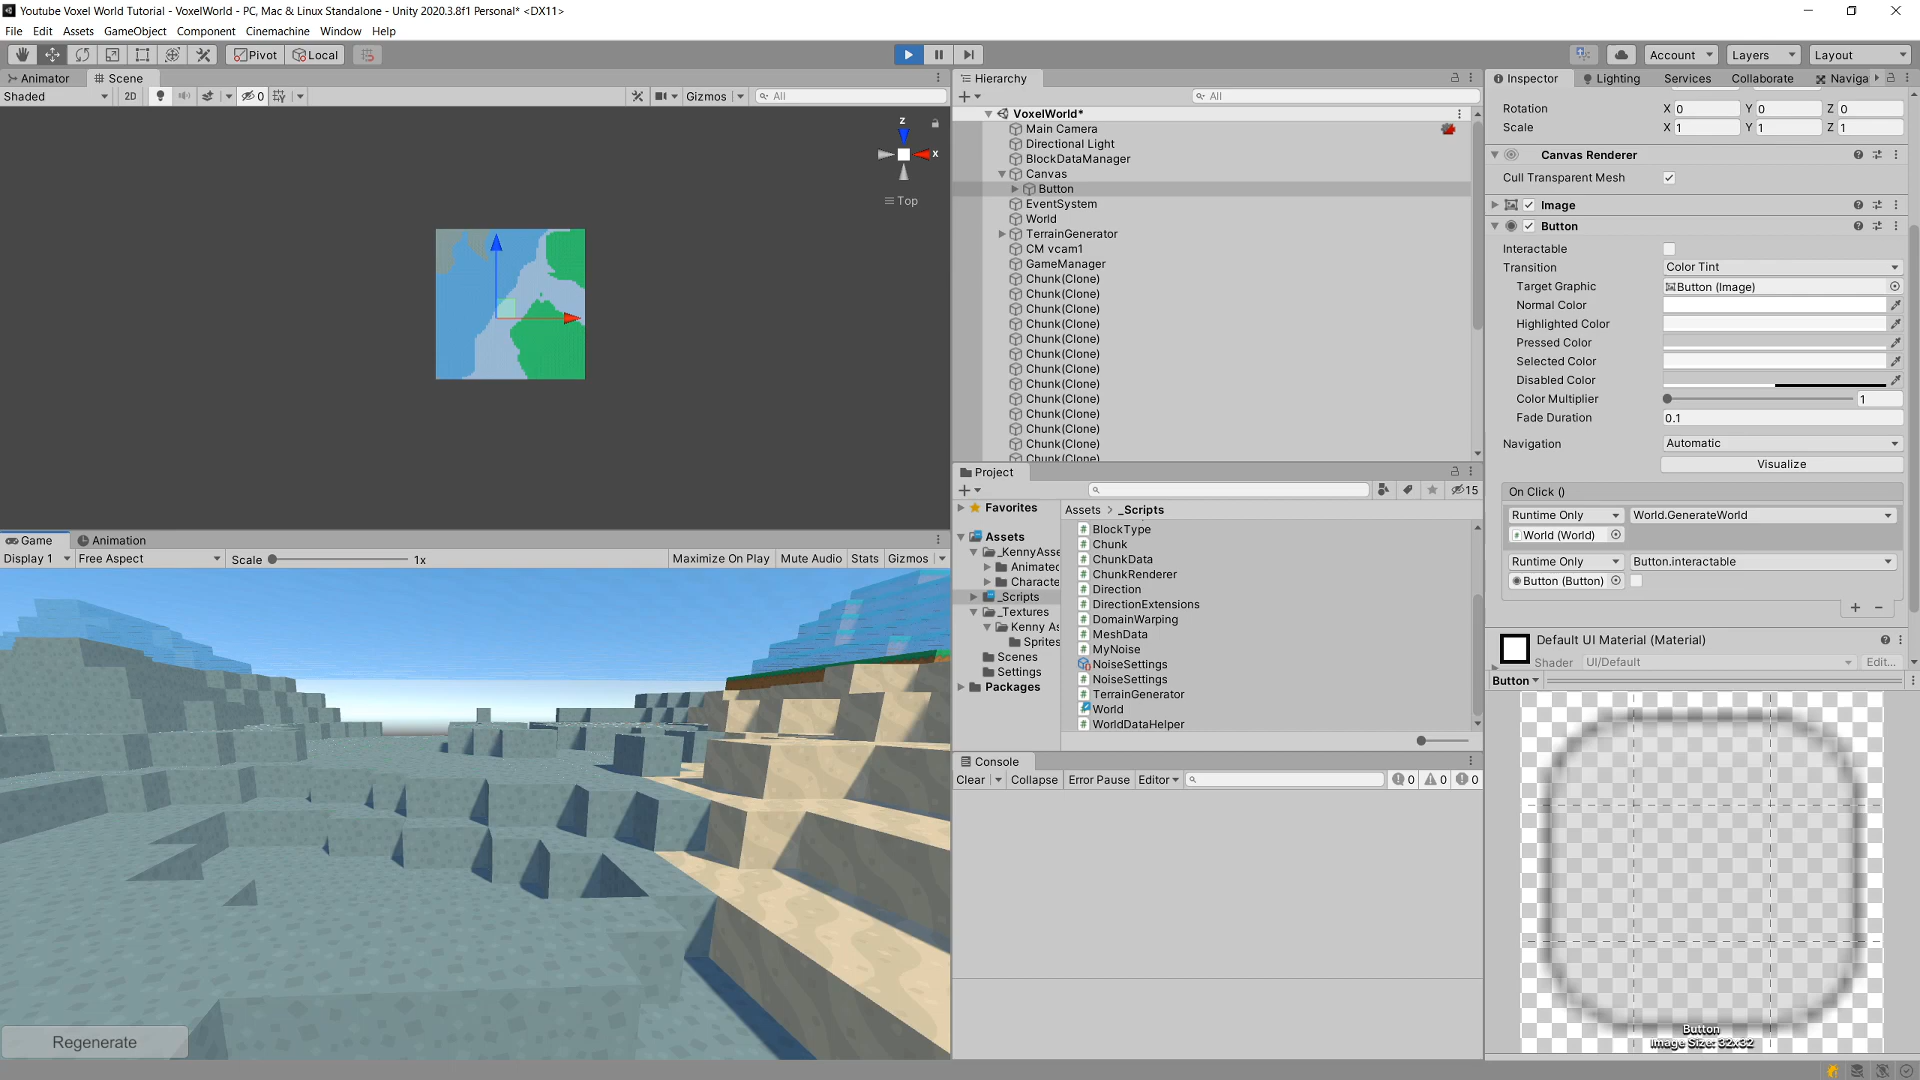 Youtube Voxel World Tutorial - VoxelWorld - PC, Mac & Linux Standalone - Unity 2020.3.8f1 Personal* <DX11>
File Edit Assets GameObject Component Cinemachine Window Help
Pivot Local Account Layers Layout
Animator Scene
Shaded 2D 0 Gizmos All
z
x
Top
Game Animation
Display 1 Free Aspect Scale 1x Maximize On Play Mute Audio Stats Gizmos
Regenerate
Hierarchy
All
VoxelWorld*
Main Camera
Directional Light
BlockDataManager
Canvas
Button
EventSystem
World
TerrainGenerator
CM vcam1
GameManager
Chunk(Clone)
Chunk(Clone)
Chunk(Clone)
Chunk(Clone)
Chunk(Clone)
Chunk(Clone)
Chunk(Clone)
Chunk(Clone)
Chunk(Clone)
Chunk(Clone)
Chunk(Clone)
Chunk(Clone)
Chunk(Clone)
Project
15
Favorites
Assets
_KennyAsse
Animated
Characte
_Scripts
_Textures
Kenny As
Sprites
Scenes
Settings
Packages
Assets > _Scripts
BlockType
Chunk
ChunkData
ChunkRenderer
Direction
DirectionExtensions
DomainWarping
MeshData
MyNoise
NoiseSettings
NoiseSettings
TerrainGenerator
World
WorldDataHelper
Console
Clear Collapse Error Pause Editor 0 0 0
Inspector Lighting Services Collaborate Naviga
Rotation X 0 Y 0 Z 0
Scale X 1 Y 1 Z 1
Canvas Renderer
Cull Transparent Mesh
Image
Button
Interactable
Transition Color Tint
Target Graphic Button (Image)
Normal Color
Highlighted Color
Pressed Color
Selected Color
Disabled Color
Color Multiplier 1
Fade Duration 0.1
Navigation Automatic
Visualize
On Click ()
Runtime Only World.GenerateWorld
World (World)
Runtime Only Button.interactable
Button (Button)
+ −
Default UI Material (Material)
Shader UI/Default Edit...
Button
Button
Image Size: 32x32